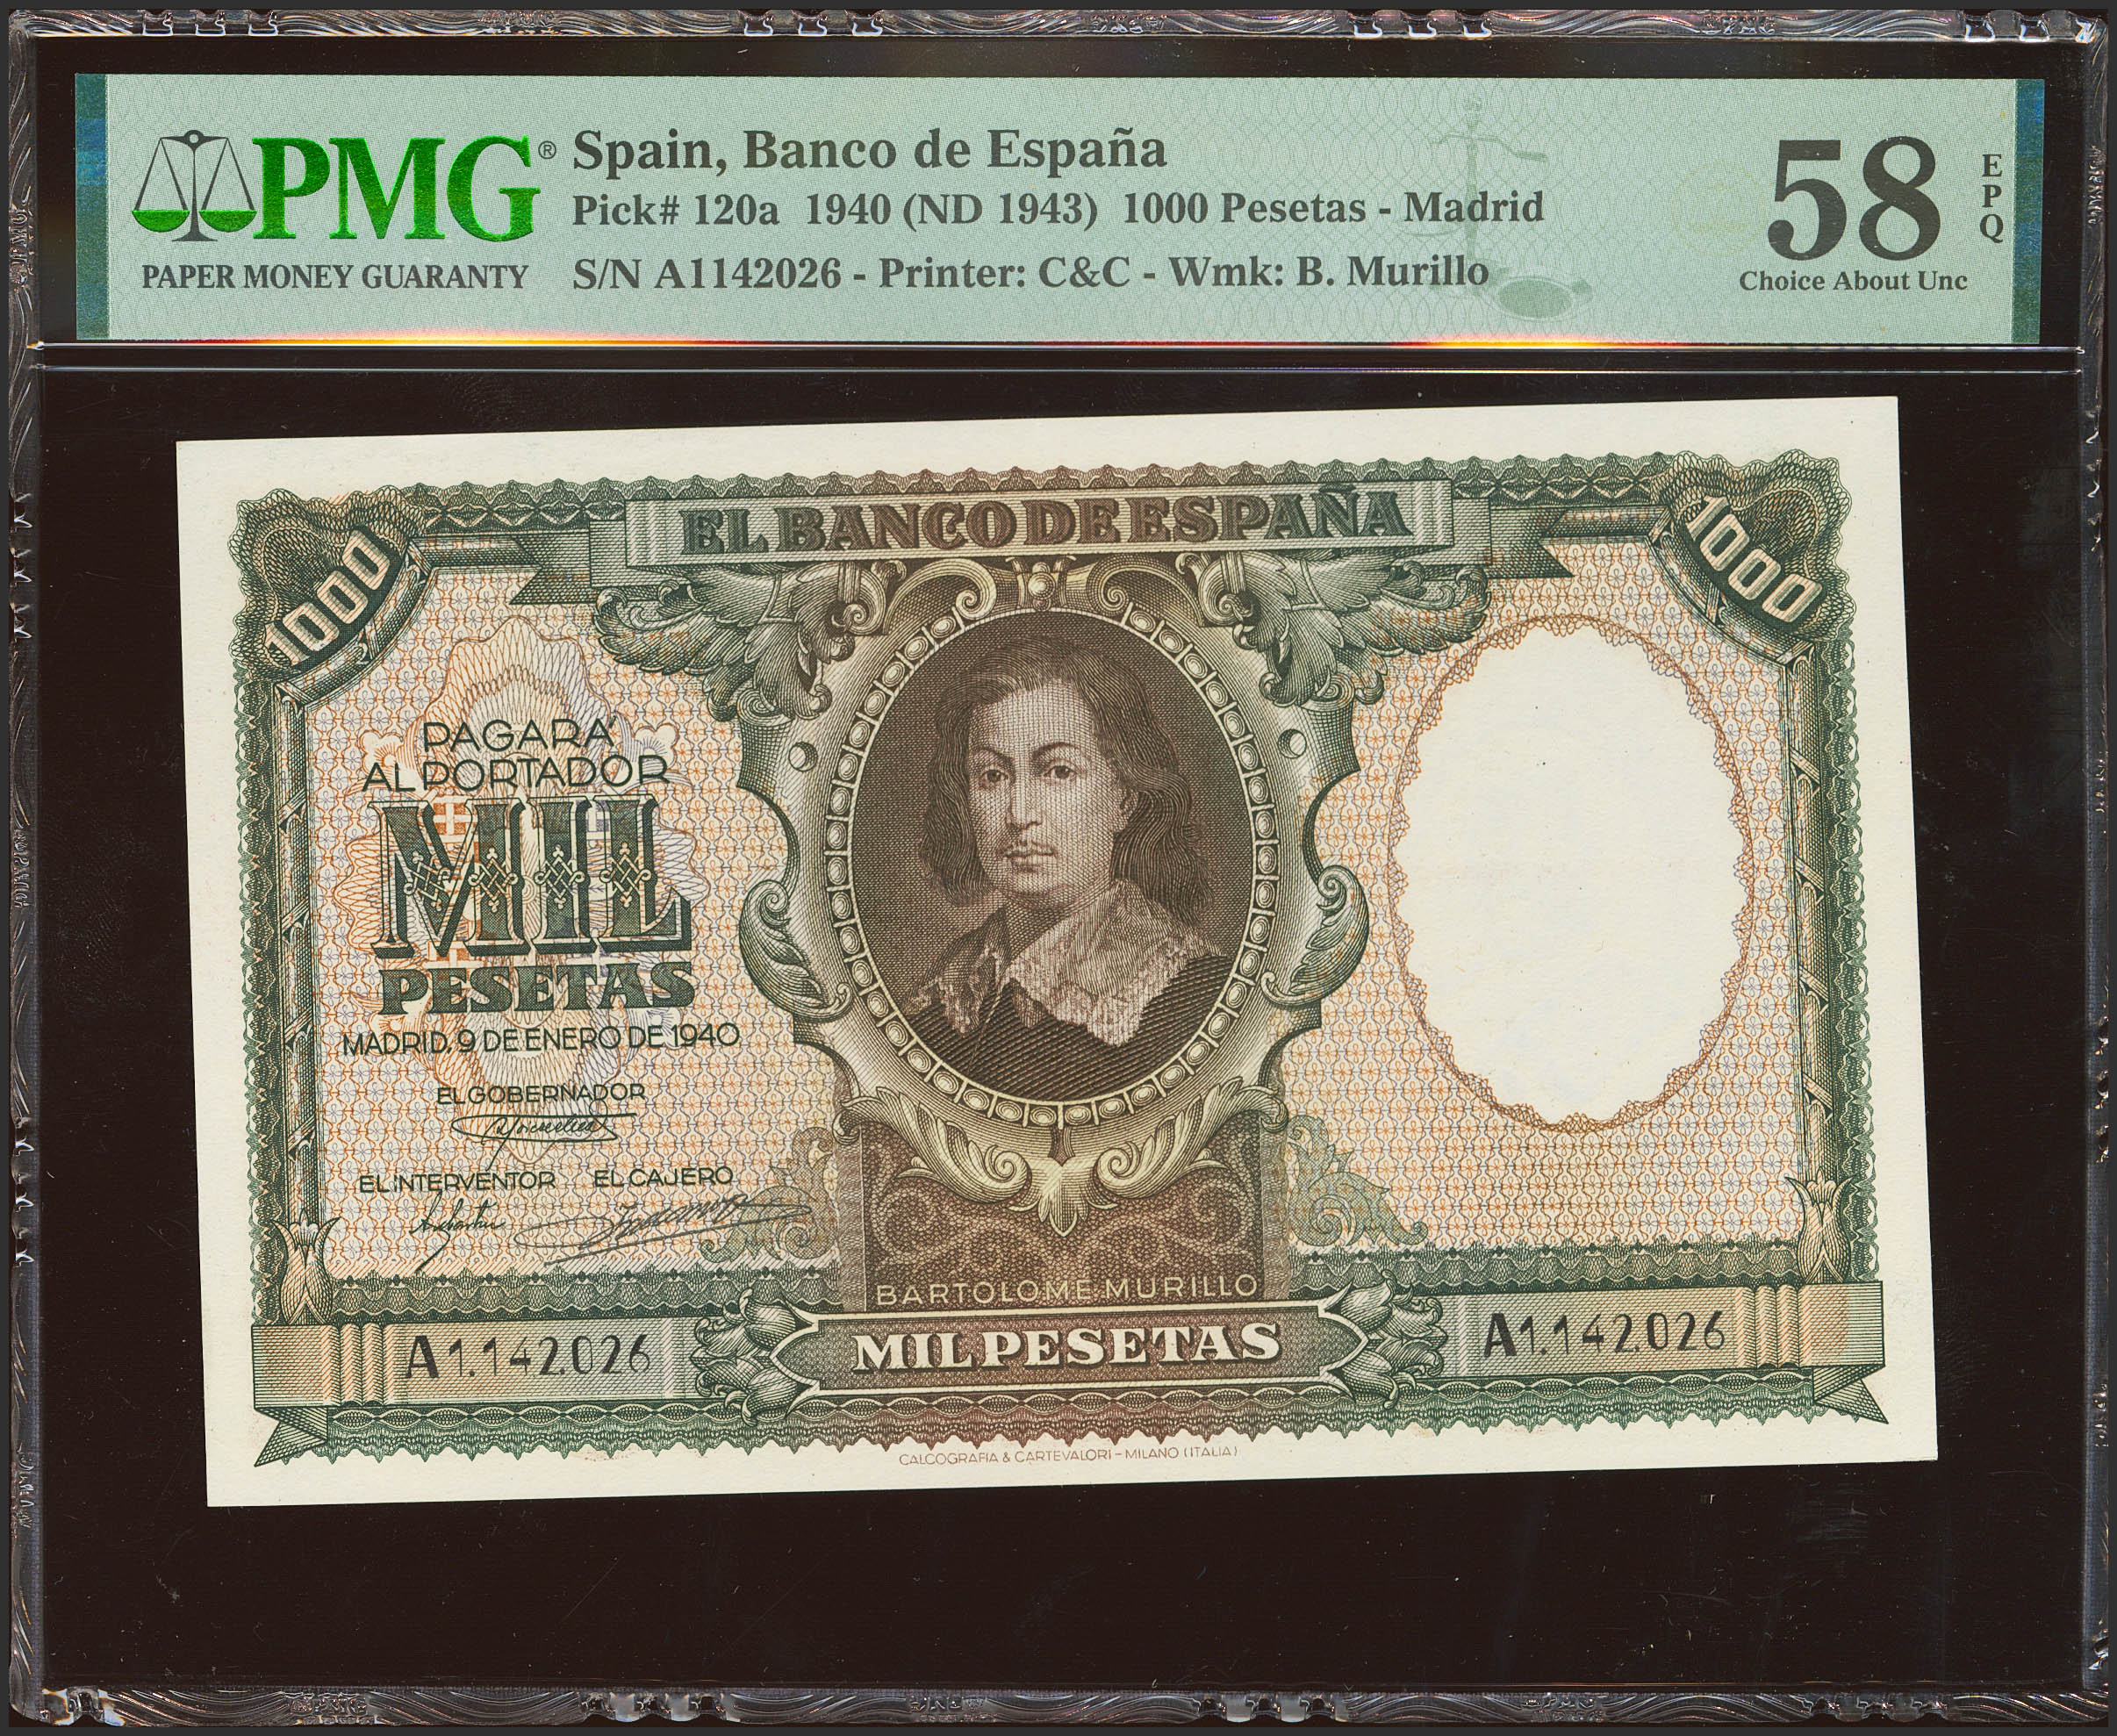 PMG®
PAPER MONEY GUARANTY
Spain, Banco de España
Pick# 120a 1940 (ND 1943) 1000 Pesetas - Madrid
S/N A1142026 - Printer: C&C - Wmk: B. Murillo
58
EPQ
Choice About Unc
EL BANCO DE ESPAÑA
1000
1000
PAGARÁ
AL PORTADOR
MIL
PESETAS
MADRID, 9 DE ENERO DE 1940
EL GOBERNADOR
EL INTERVENTOR EL CAJERO
BARTOLOME MURILLO
A1.142.026
MIL PESETAS
A1.142.026
CALCOGRAFIA & CARTEVALORI - MILANO (ITALIA)